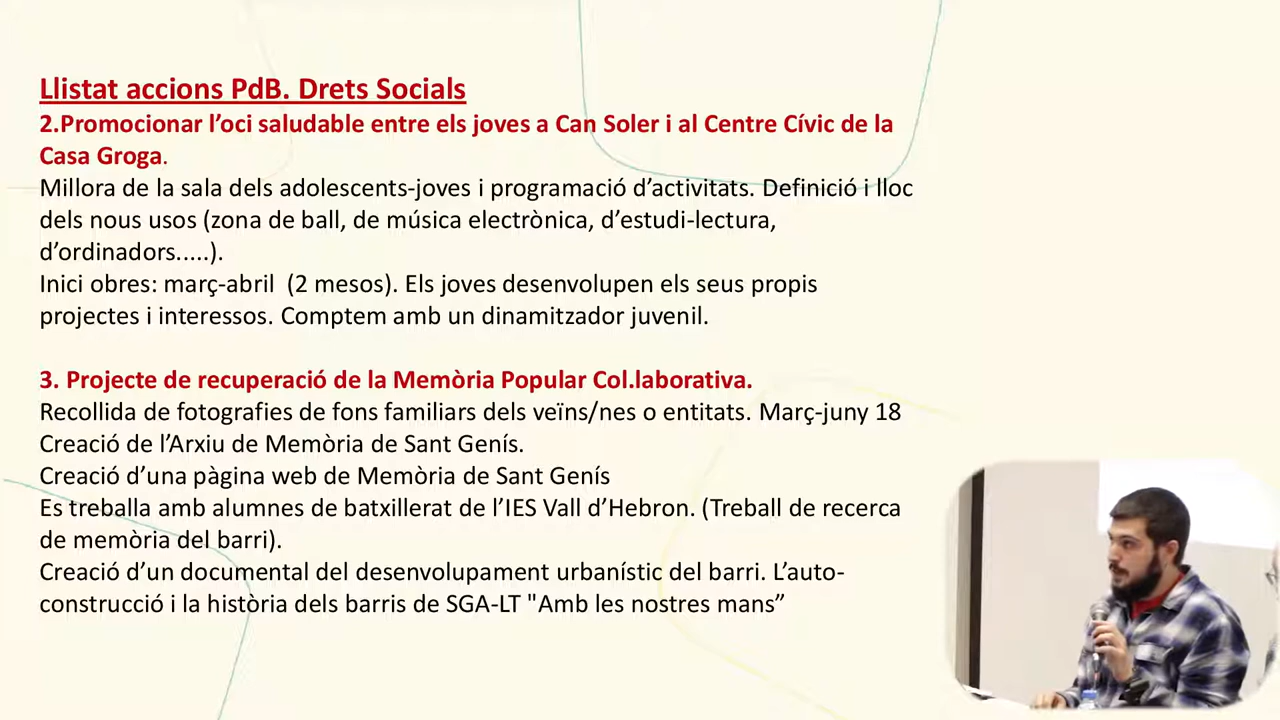 Llistat accions PdB. Drets Socials
2.Promocionar l’oci saludable entre els joves a Can Soler i al Centre Cívic de la
Casa Groga.
Millora de la sala dels adolescents-joves i programació d’activitats. Definició i lloc
dels nous usos (zona de ball, de música electrònica, d’estudi-lectura,
d’ordinadors.....).
Inici obres: març-abril  (2 mesos). Els joves desenvolupen els seus propis
projectes i interessos. Comptem amb un dinamitzador juvenil.
3. Projecte de recuperació de la Memòria Popular Col.laborativa.
Recollida de fotografies de fons familiars dels veïns/nes o entitats. Març-juny 18
Creació de l’Arxiu de Memòria de Sant Genís.
Creació d’una pàgina web de Memòria de Sant Genís
Es treballa amb alumnes de batxillerat de l’IES Vall d’Hebron. (Treball de recerca
de memòria del barri).
Creació d’un documental del desenvolupament urbanístic del barri. L’auto-
construcció i la història dels barris de SGA-LT "Amb les nostres mans”